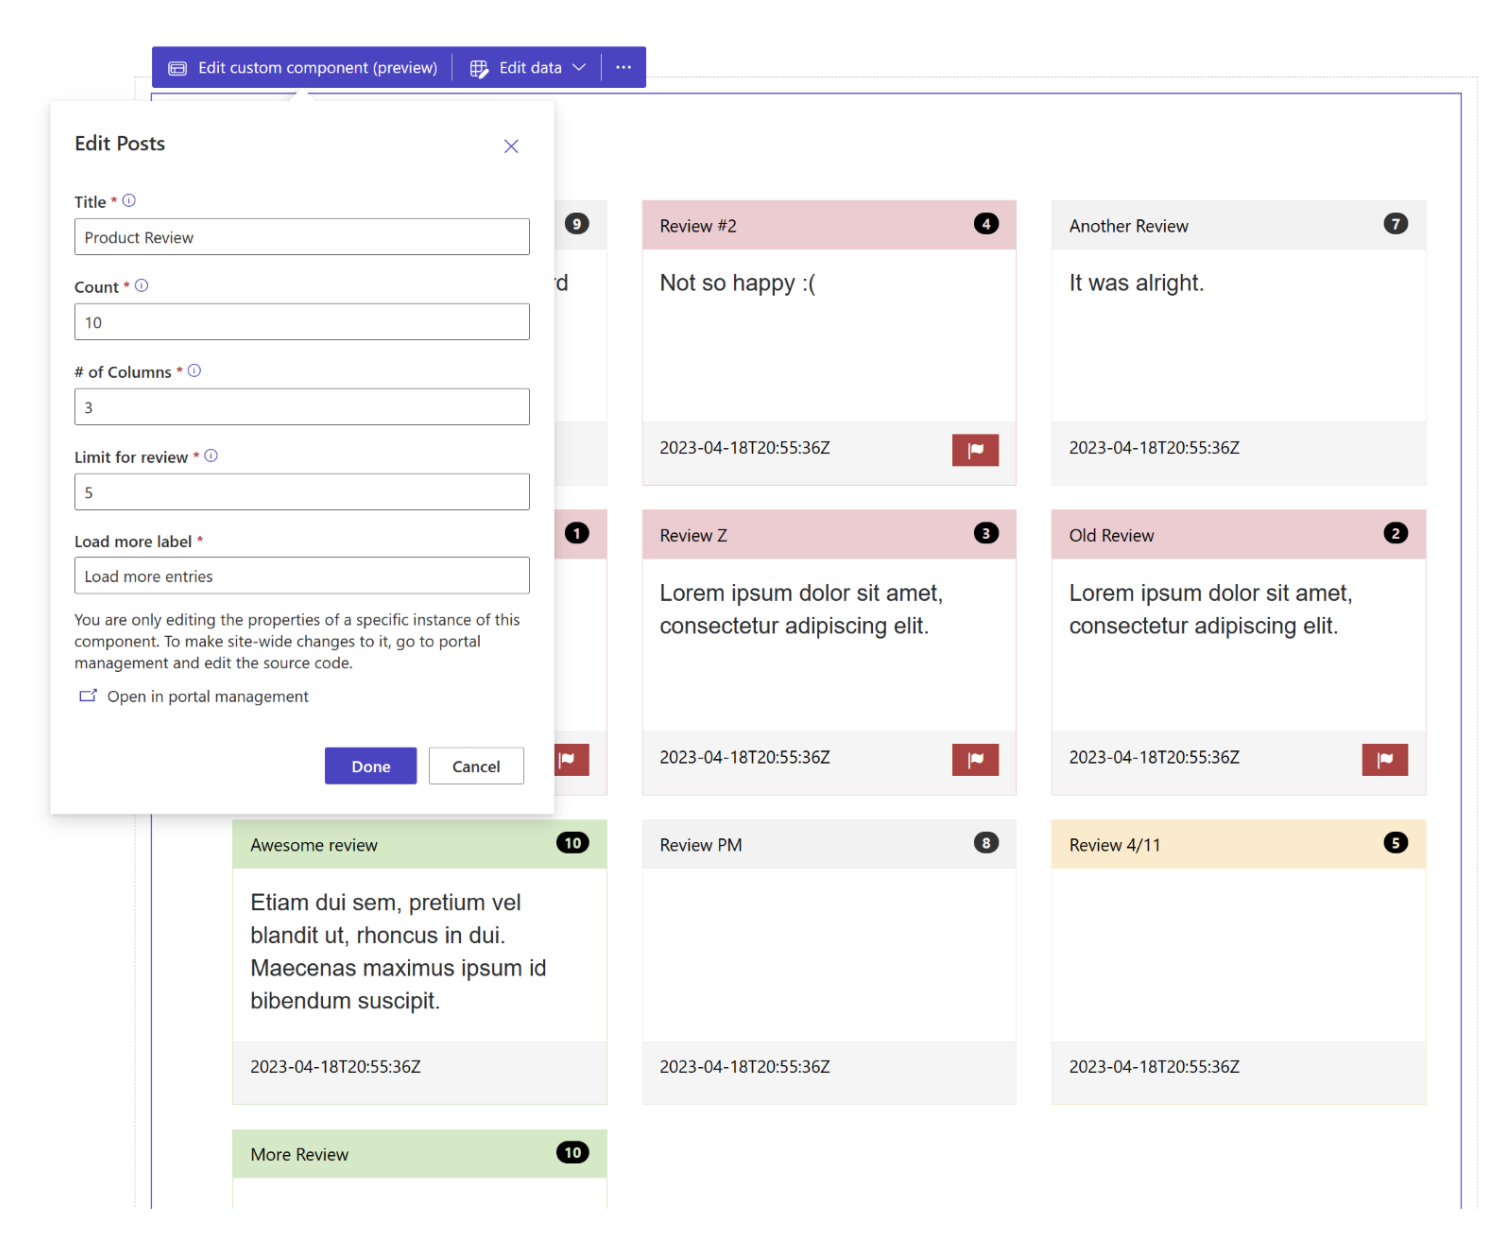 Edit custom component (preview)
Edit data
Edit Posts
Title *
Product Review
Count *
10
# of Columns *
3
Limit for review *
5
Load more label *
Load more entries
You are only editing the properties of a specific instance of this
component. To make site-wide changes to it, go to portal
management and edit the source code.
Open in portal management
Done
Cancel
9
Review #2
4
Not so happy :(
2023-04-18T20:55:36Z
Another Review
7
It was alright.
2023-04-18T20:55:36Z
1
Review Z
3
Lorem ipsum dolor sit amet,
consectetur adipiscing elit.
2023-04-18T20:55:36Z
Old Review
2
Lorem ipsum dolor sit amet,
consectetur adipiscing elit.
2023-04-18T20:55:36Z
Awesome review
10
Etiam dui sem, pretium vel
blandit ut, rhoncus in dui.
Maecenas maximus ipsum id
bibendum suscipit.
2023-04-18T20:55:36Z
Review PM
8
2023-04-18T20:55:36Z
Review 4/11
5
2023-04-18T20:55:36Z
More Review
10